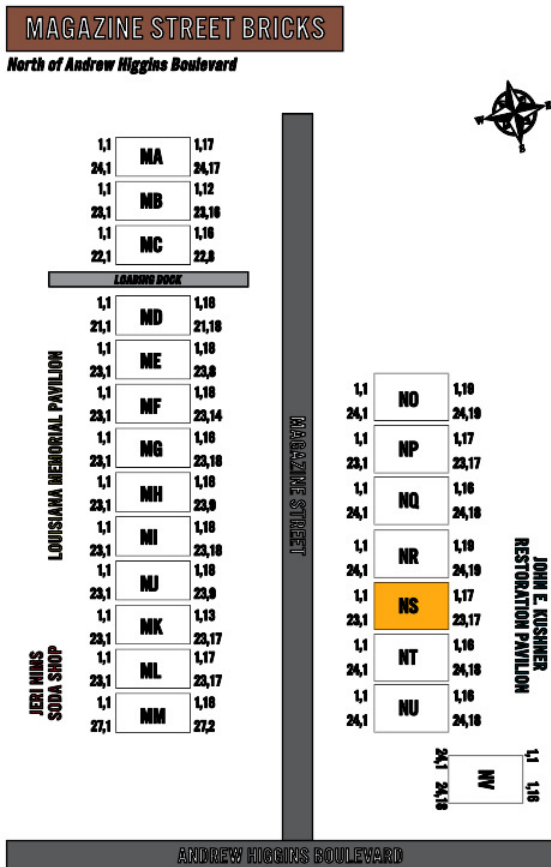 MAGAZINE STREET BRICKS
North of Andrew Higgins Boulevard
N
W E
S
1,1 MA 1,17
24,1 24,17
1,1 MB 1,12
23,1 23,16
1,1 MC 1,16
22,1 22,8
LOADING DOCK
1,1 MD 1,18
21,1 21,18
1,1 ME 1,18
23,1 23,8
1,1 MF 1,18
23,1 23,14
1,1 MG 1,16
23,1 23,18
1,1 MH 1,18
23,1 23,9
1,1 MI 1,18
23,1 23,18
1,1 MJ 1,18
23,1 23,9
1,1 MK 1,13
23,1 23,17
1,1 ML 1,17
23,1 23,17
1,1 MM 1,18
27,1 27,2
LOUISIANA MEMORIAL PAVILION
JERI NIMS
SODA SHOP
MAGAZINE STREET
1,1 NO 1,19
24,1 24,19
1,1 NP 1,17
23,1 23,17
1,1 NQ 1,16
24,1 24,18
1,1 NR 1,19
24,1 24,19
1,1 NS 1,17
23,1 23,17
1,1 NT 1,16
24,1 24,18
1,1 NU 1,16
24,1 24,18
JOHN E. KUSHNER
RESTORATION PAVILION
24,1 NV 1,1
24,18 1,16
ANDREW HIGGINS BOULEVARD